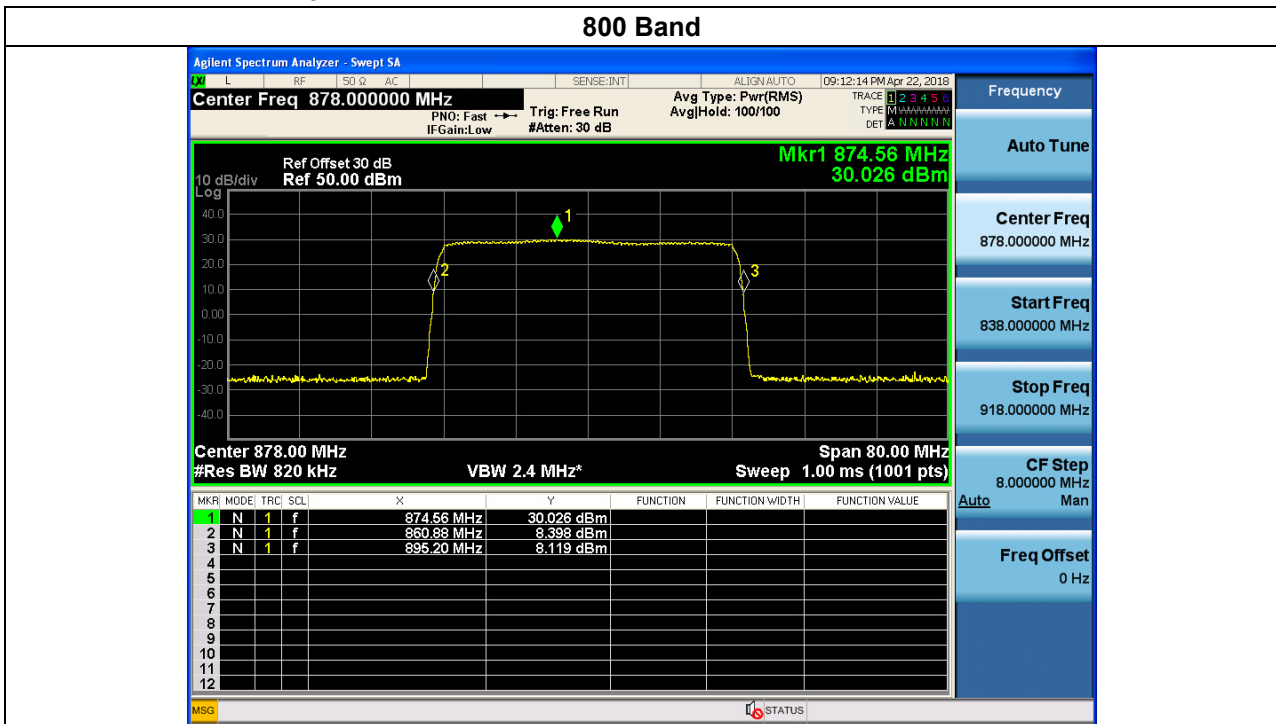 800 Band
Agilent Spectrum Analyzer - Swept SA
LXI L RF 50 Ω AC SENSE:INT ALIGN AUTO 09:12:14 PM Apr 22, 2018
Center Freq 878.000000 MHz
PNO: Fast
IFGain:Low
Trig: Free Run
#Atten: 30 dB
Avg Type: Pwr(RMS)
Avg|Hold: 100/100
TRACE 1 2 3 4 5 6
TYPE M W W W W W
DET A N N N N N
Mkr1 874.56 MHz
30.026 dBm
Ref Offset 30 dB
10 dB/div Ref 50.00 dBm
Log
40.0
30.0
20.0
10.0
0.00
-10.0
-20.0
-30.0
-40.0
1
2
3
Center 878.00 MHz Span 80.00 MHz
#Res BW 820 kHz VBW 2.4 MHz* Sweep 1.00 ms (1001 pts)
MKR MODE TRC SCL X Y FUNCTION FUNCTION WIDTH FUNCTION VALUE
1 N 1 f 874.56 MHz 30.026 dBm
2 N 1 f 860.88 MHz 8.398 dBm
3 N 1 f 895.20 MHz 8.119 dBm
4
5
6
7
8
9
10
11
12
MSG STATUS
Frequency
Auto Tune
Center Freq
878.000000 MHz
Start Freq
838.000000 MHz
Stop Freq
918.000000 MHz
CF Step
8.000000 MHz
Auto Man
Freq Offset
0 Hz